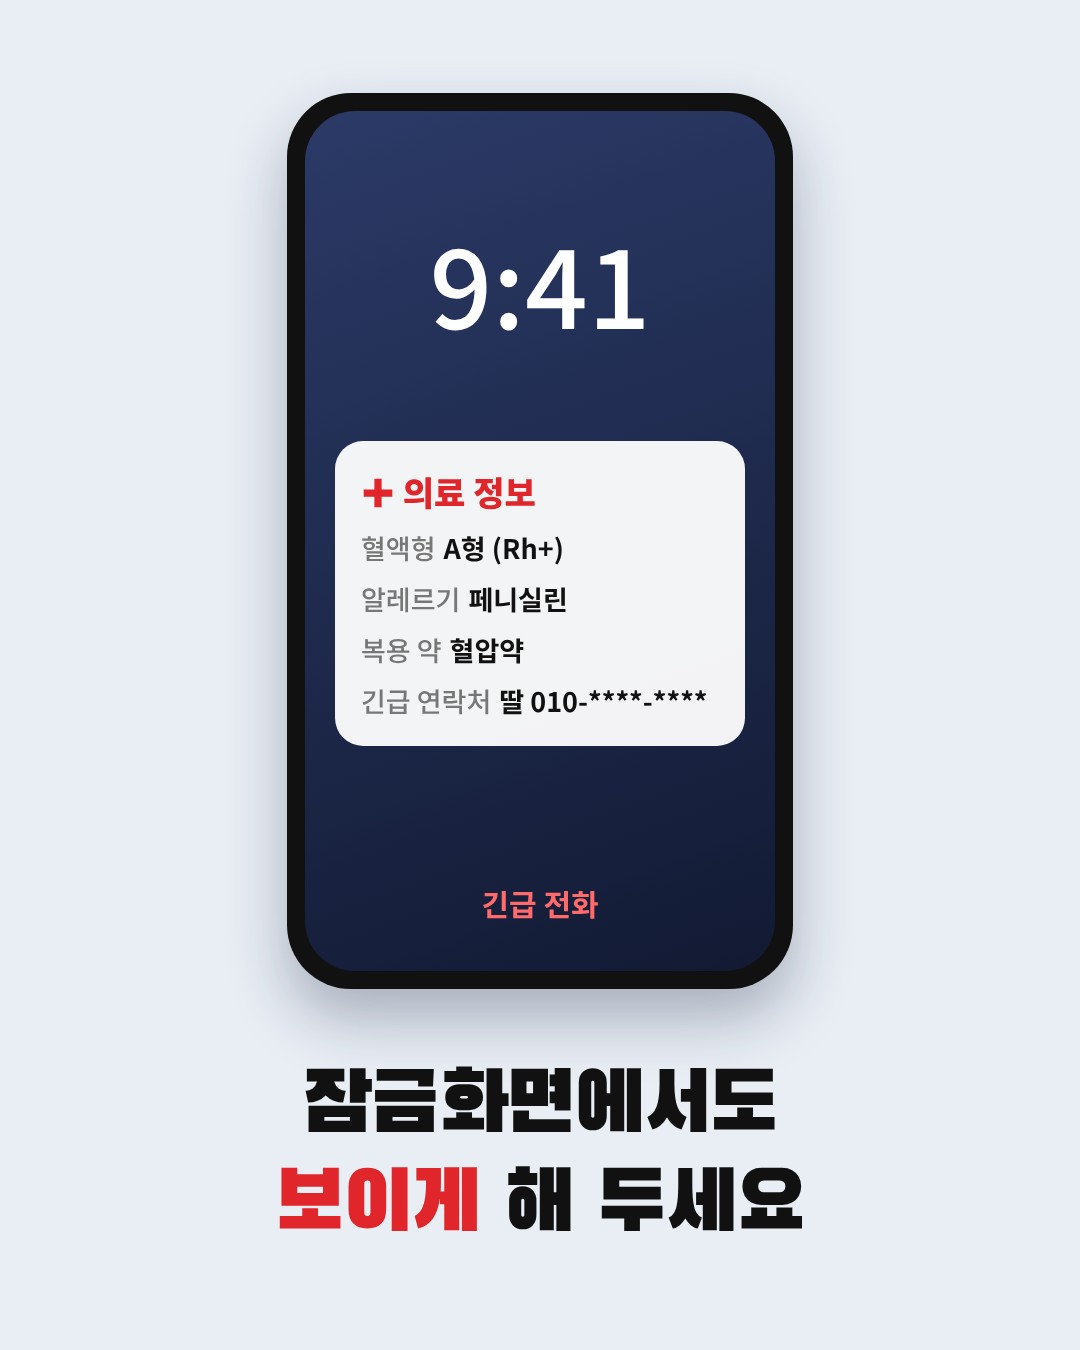 9:41
✚ 의료 정보
혈액형 A형 (Rh+)
알레르기 페니실린
복용 약 혈압약
긴급 연락처 딸 010-****-****
긴급 전화
잠금화면에서도
보이게 해 두세요